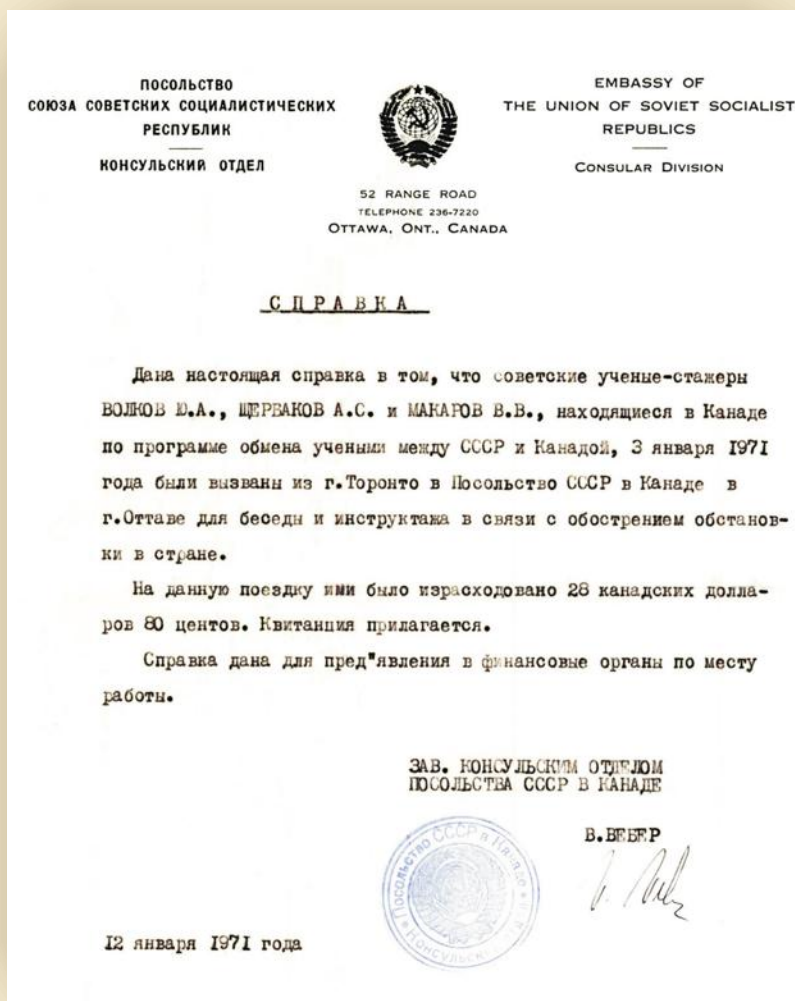 ПОСОЛЬСТВО
СОЮЗА СОВЕТСКИХ СОЦИАЛИСТИЧЕСКИХ
РЕСПУБЛИК
КОНСУЛЬСКИЙ ОТДЕЛ
EMBASSY OF
THE UNION OF SOVIET SOCIALIST
REPUBLICS
CONSULAR DIVISION
52 RANGE ROAD
TELEPHONE 236-7220
OTTAWA, ONT., CANADA
СПРАВКА
Дана настоящая справка в том, что советские ученые-стажеры
ВОЛКОВ Ю.А., ЩЕРБАКОВ А.С. и МАКАРОВ В.В., находящиеся в Канаде
по программе обмена учеными между СССР и Канадой, 3 января 1971
года были вызваны из г.Торонто в Посольство СССР в Канаде в
г.Оттаве для беседы и инструктажа в связи с обострением обстанов-
ки в стране.
На данную поездку ими было израсходовано 28 канадских долла-
ров 80 центов. Квитанция прилагается.
Справка дана для пред"явления в финансовые органы по месту
работы.
ЗАВ. КОНСУЛЬСКИМ ОТДЕЛОМ
ПОСОЛЬСТВА СССР В КАНАДЕ
В.ВЕБЕР
Посольство СССР в Канаде
12 января 1971 года